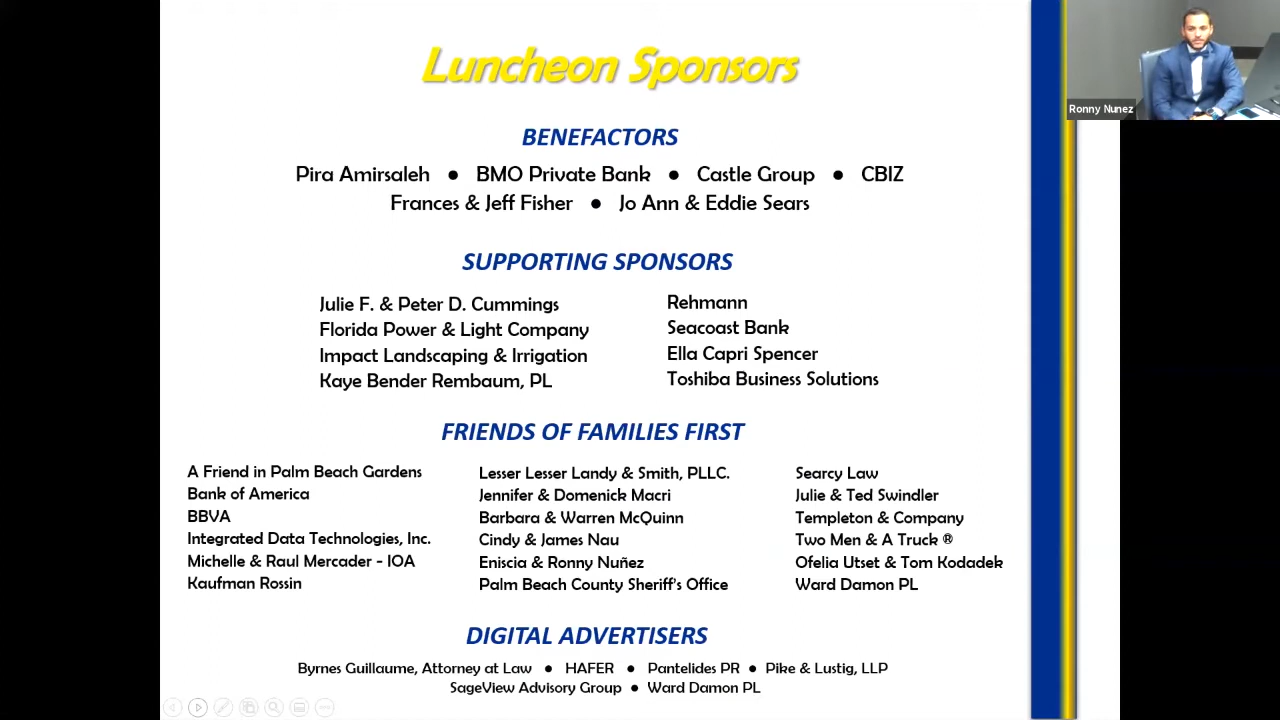 Luncheon Sponsors
Ronny Nunez
BENEFACTORS
Pira Amirsaleh ● BMO Private Bank ● Castle Group ● CBIZ
Frances & Jeff Fisher ● Jo Ann & Eddie Sears
SUPPORTING SPONSORS
Julie F. & Peter D. Cummings
Florida Power & Light Company
Impact Landscaping & Irrigation
Kaye Bender Rembaum, PL
Rehmann
Seacoast Bank
Ella Capri Spencer
Toshiba Business Solutions
FRIENDS OF FAMILIES FIRST
A Friend in Palm Beach Gardens
Bank of America
BBVA
Integrated Data Technologies, Inc.
Michelle & Raul Mercader - IOA
Kaufman Rossin
Lesser Lesser Landy & Smith, PLLC.
Jennifer & Domenick Macri
Barbara & Warren McQuinn
Cindy & James Nau
Eniscia & Ronny Nuñez
Palm Beach County Sheriff's Office
Searcy Law
Julie & Ted Swindler
Templeton & Company
Two Men & A Truck ®
Ofelia Utset & Tom Kodadek
Ward Damon PL
DIGITAL ADVERTISERS
Byrnes Guillaume, Attorney at Law ● HAFER ● Pantelides PR ● Pike & Lustig, LLP
SageView Advisory Group ● Ward Damon PL